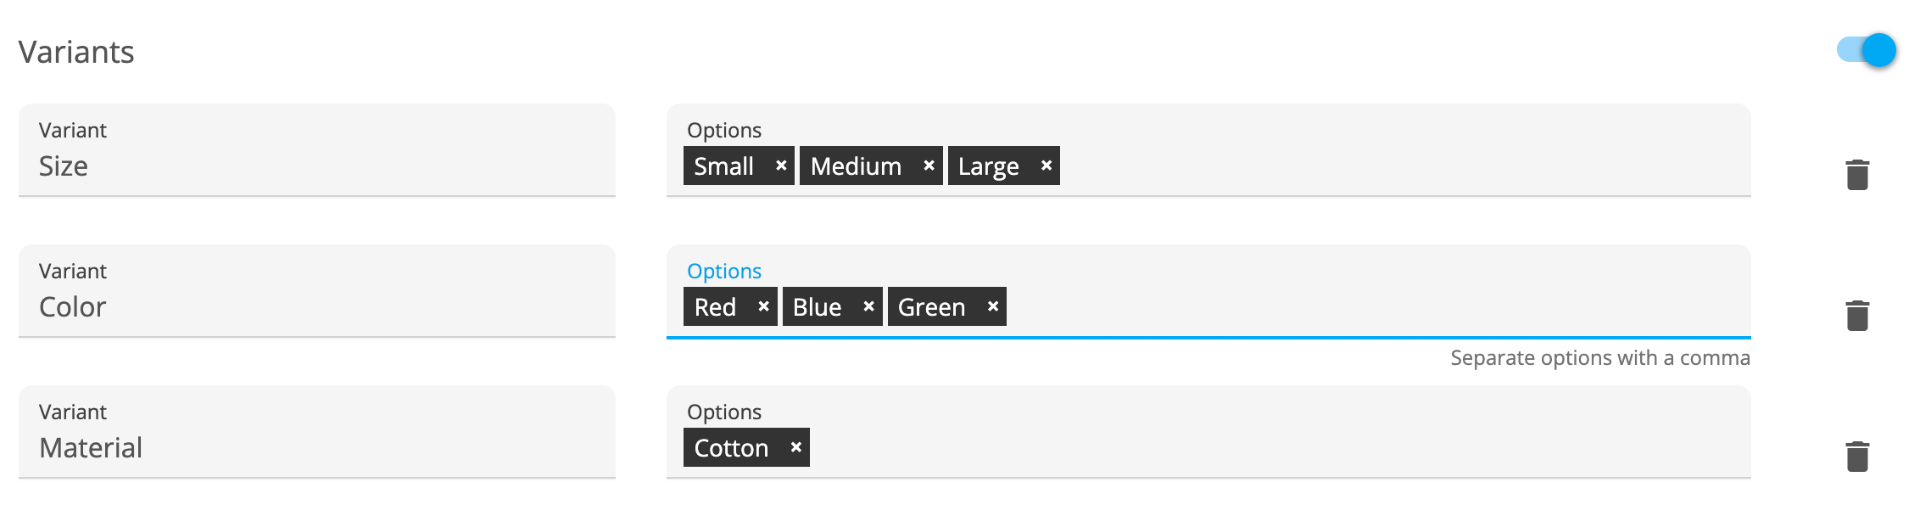 Variants
Variant
Size
Options
Small × Medium × Large ×
Variant
Color
Options
Red × Blue × Green ×
Separate options with a comma
Variant
Material
Options
Cotton ×